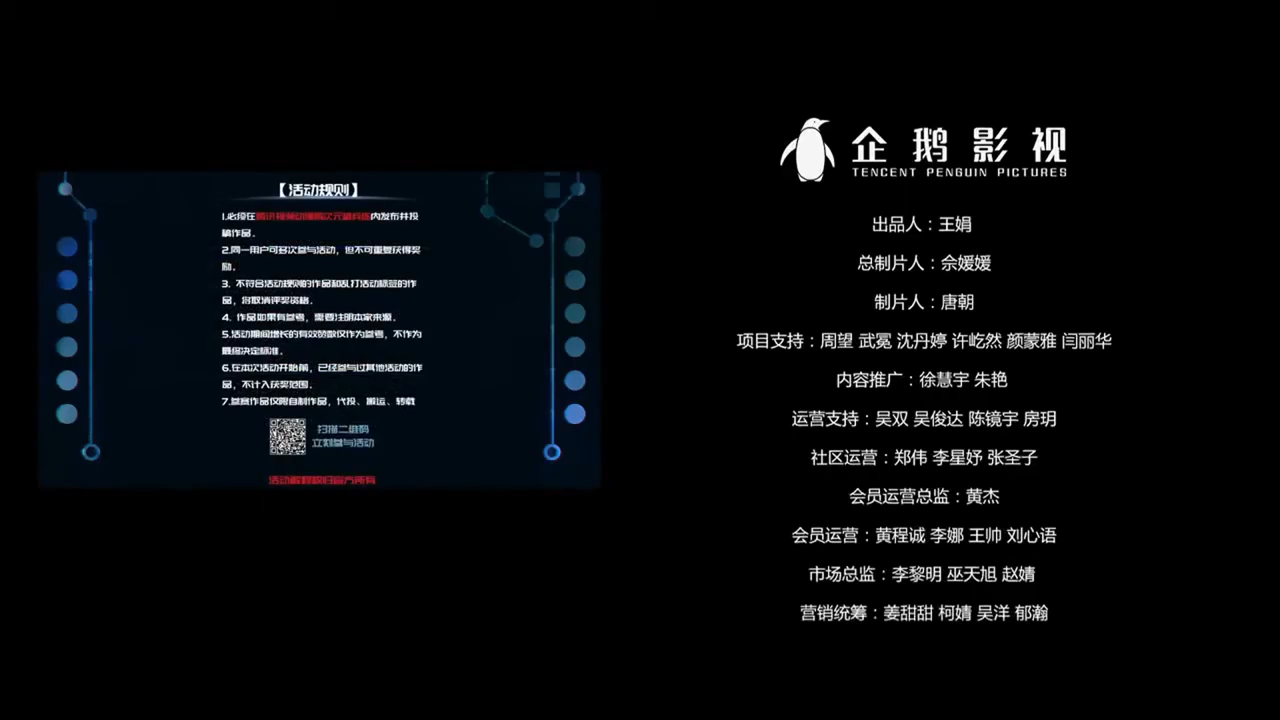 【活动规则】
1.必须在腾讯视频动漫频次元篇内发布并投
稿作品。
2.同一用户可多次参与活动，但不可重复获得奖
励。
3. 不符合活动规则的作品和乱打活动标签的作
品，将取消评奖资格。
4. 作品如果有参考，需要注明本家来源。
5.活动期间增长的有效赞数仅作为参考，不作为
最终决定标准。
6.在本次活动开始前，已经参与过其他活动的作
品，不计入获奖范围。
7.参赛作品仅限自制作品，代投、搬运、转载
扫描二维码
立刻参与活动
活动解释权归官方所有
企鹅影视
TENCENT PENGUIN PICTURES
出品人：王娟
总制片人：佘媛媛
制片人：唐朝
项目支持：周望 武冕 沈丹婷 许屹然 颜蒙雅 闫丽华
内容推广：徐慧宇 朱艳
运营支持：吴双 吴俊达 陈镜宇 房玥
社区运营：郑伟 李星妤 张圣子
会员运营总监：黄杰
会员运营：黄程诚 李娜 王帅 刘心语
市场总监：李黎明 巫天旭 赵婧
营销统筹：姜甜甜 柯婧 吴洋 郁瀚